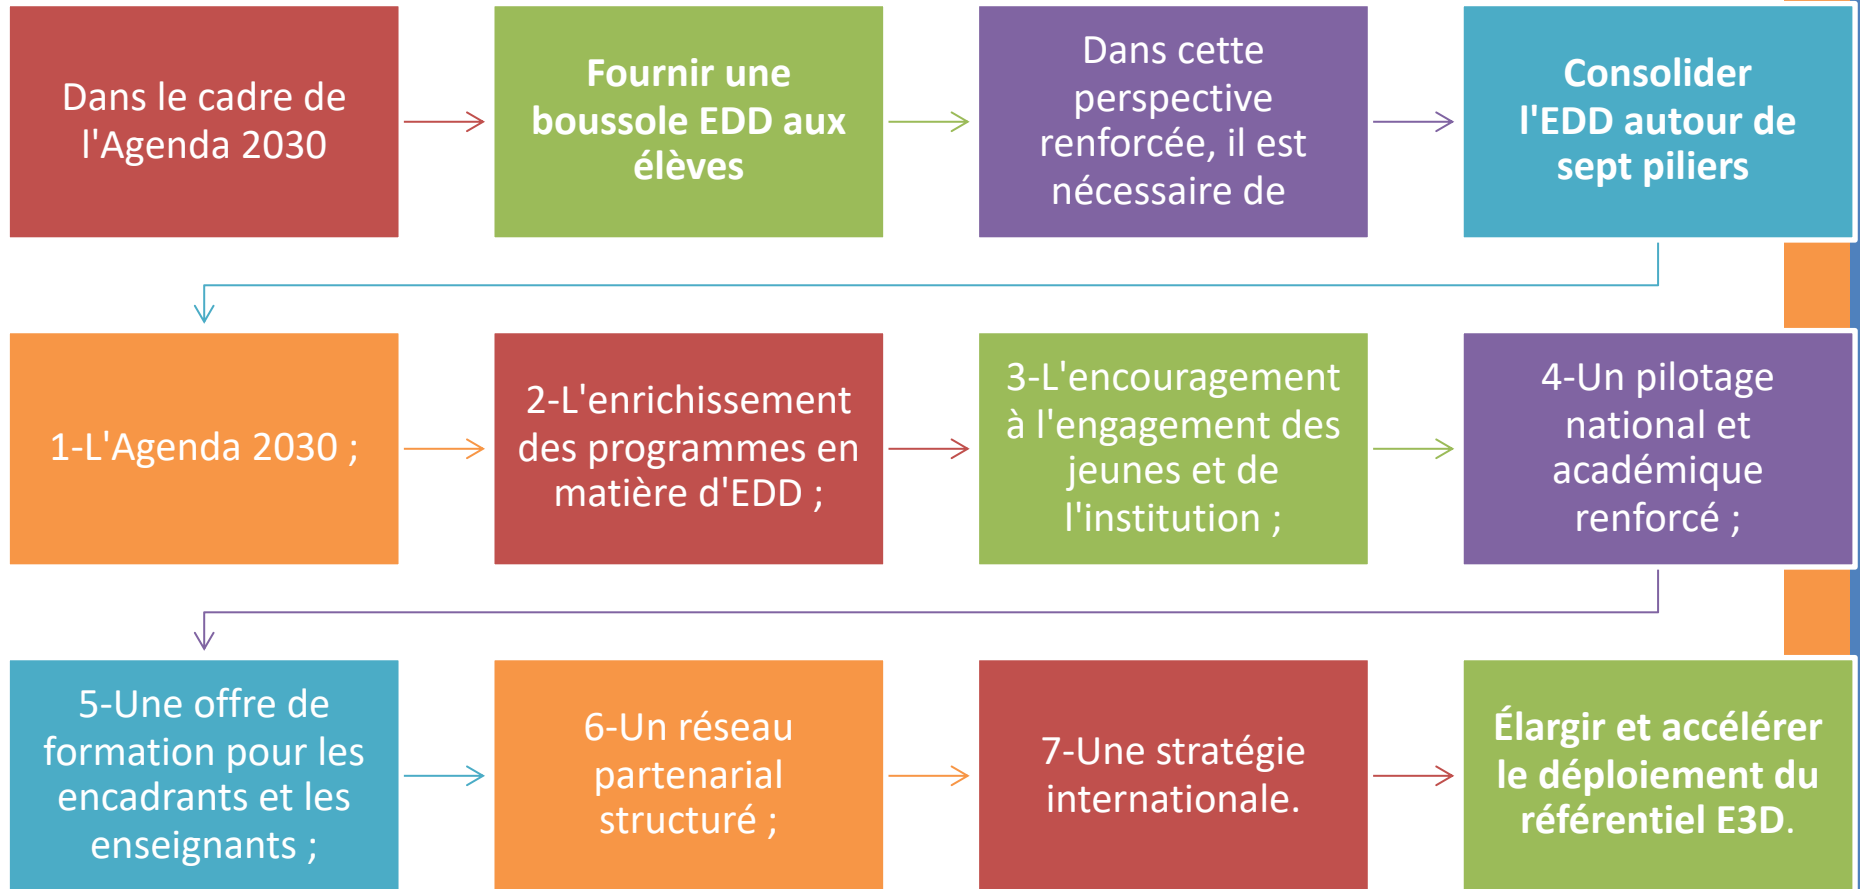 Dans le cadre de
l'Agenda 2030
Fournir une
boussole EDD aux
élèves
Dans cette
perspective
renforcée, il est
nécessaire de
Consolider
l'EDD autour de
sept piliers
1-L'Agenda 2030 ;
2-L'enrichissement
des programmes en
matière d'EDD ;
3-L'encouragement
à l'engagement des
jeunes et de
l'institution ;
4-Un pilotage
national et
académique
renforcé ;
5-Une offre de
formation pour les
encadrants et les
enseignants ;
6-Un réseau
partenarial
structuré ;
7-Une stratégie
internationale.
Élargir et accélérer
le déploiement du
référentiel E3D.